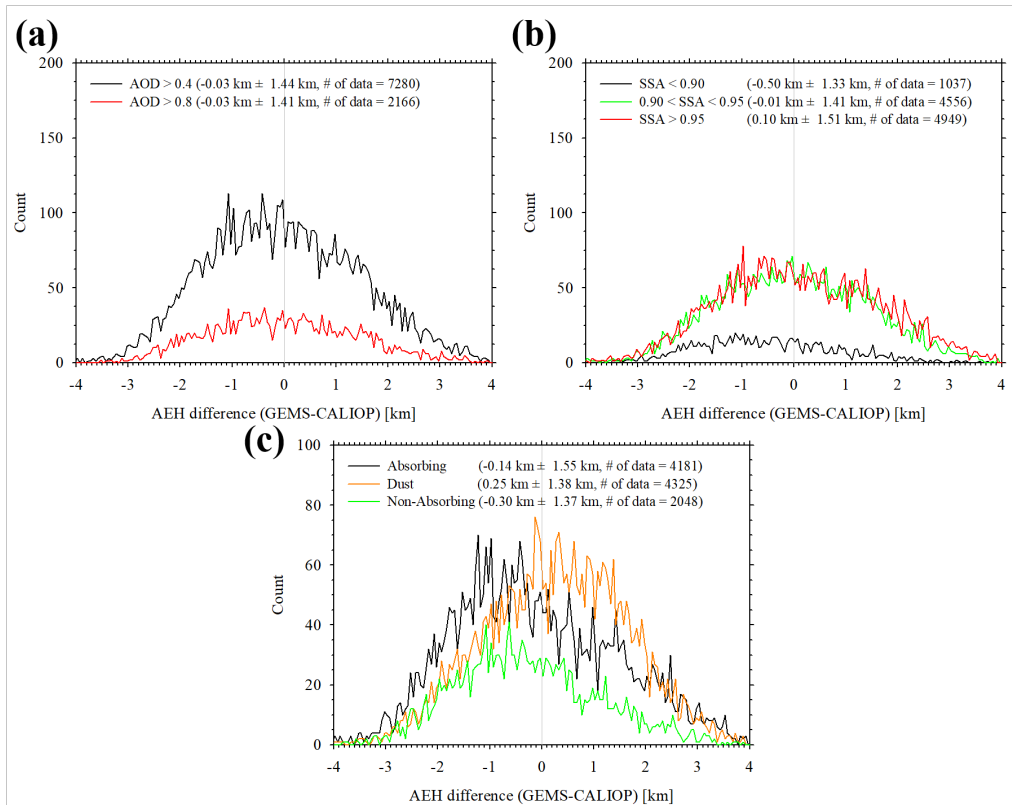 (a)
200
150
100
50
0
Count
AOD > 0.4 (-0.03 km ± 1.44 km, # of data = 7280)
AOD > 0.8 (-0.03 km ± 1.41 km, # of data = 2166)
-4 -3 -2 -1 0 1 2 3 4
AEH difference (GEMS-CALIOP) [km]
(b)
200
150
100
50
0
Count
SSA < 0.90 (-0.50 km ± 1.33 km, # of data = 1037)
0.90 < SSA < 0.95 (-0.01 km ± 1.41 km, # of data = 4556)
SSA > 0.95 (0.10 km ± 1.51 km, # of data = 4949)
-4 -3 -2 -1 0 1 2 3 4
AEH difference (GEMS-CALIOP) [km]
(c)
100
80
60
40
20
0
Count
Absorbing (-0.14 km ± 1.55 km, # of data = 4181)
Dust (0.25 km ± 1.38 km, # of data = 4325)
Non-Absorbing (-0.30 km ± 1.37 km, # of data = 2048)
-4 -3 -2 -1 0 1 2 3 4
AEH difference (GEMS-CALIOP) [km]